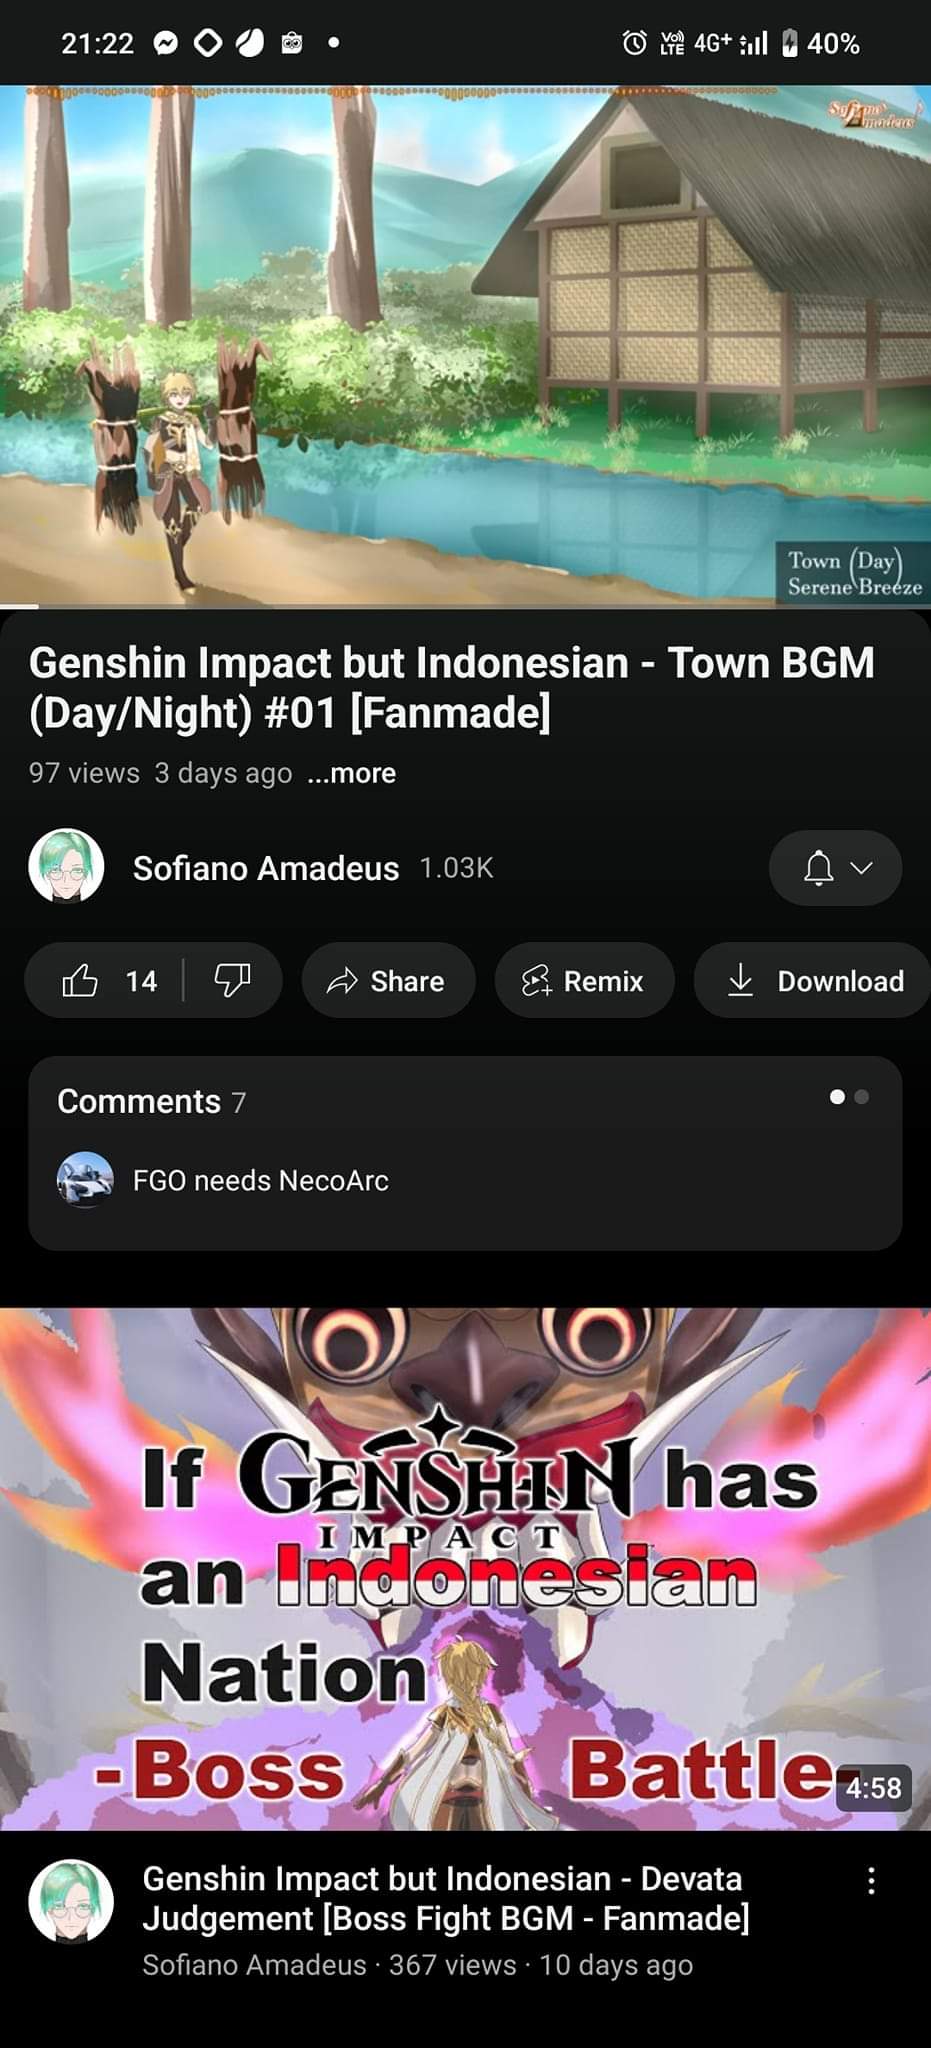 21:22
Vo)) LTE 4G+ 40%
Sofiano Amadeus
Town (Day)
Serene Breeze
Genshin Impact but Indonesian - Town BGM
(Day/Night) #01 [Fanmade]
97 views 3 days ago ...more
Sofiano Amadeus 1.03K
14 Share Remix Download
Comments 7
FGO needs NecoArc
If GENSHIN has
IMPACT
an Indonesian
Nation
-Boss Battle-
4:58
Genshin Impact but Indonesian - Devata
Judgement [Boss Fight BGM - Fanmade]
Sofiano Amadeus · 367 views · 10 days ago